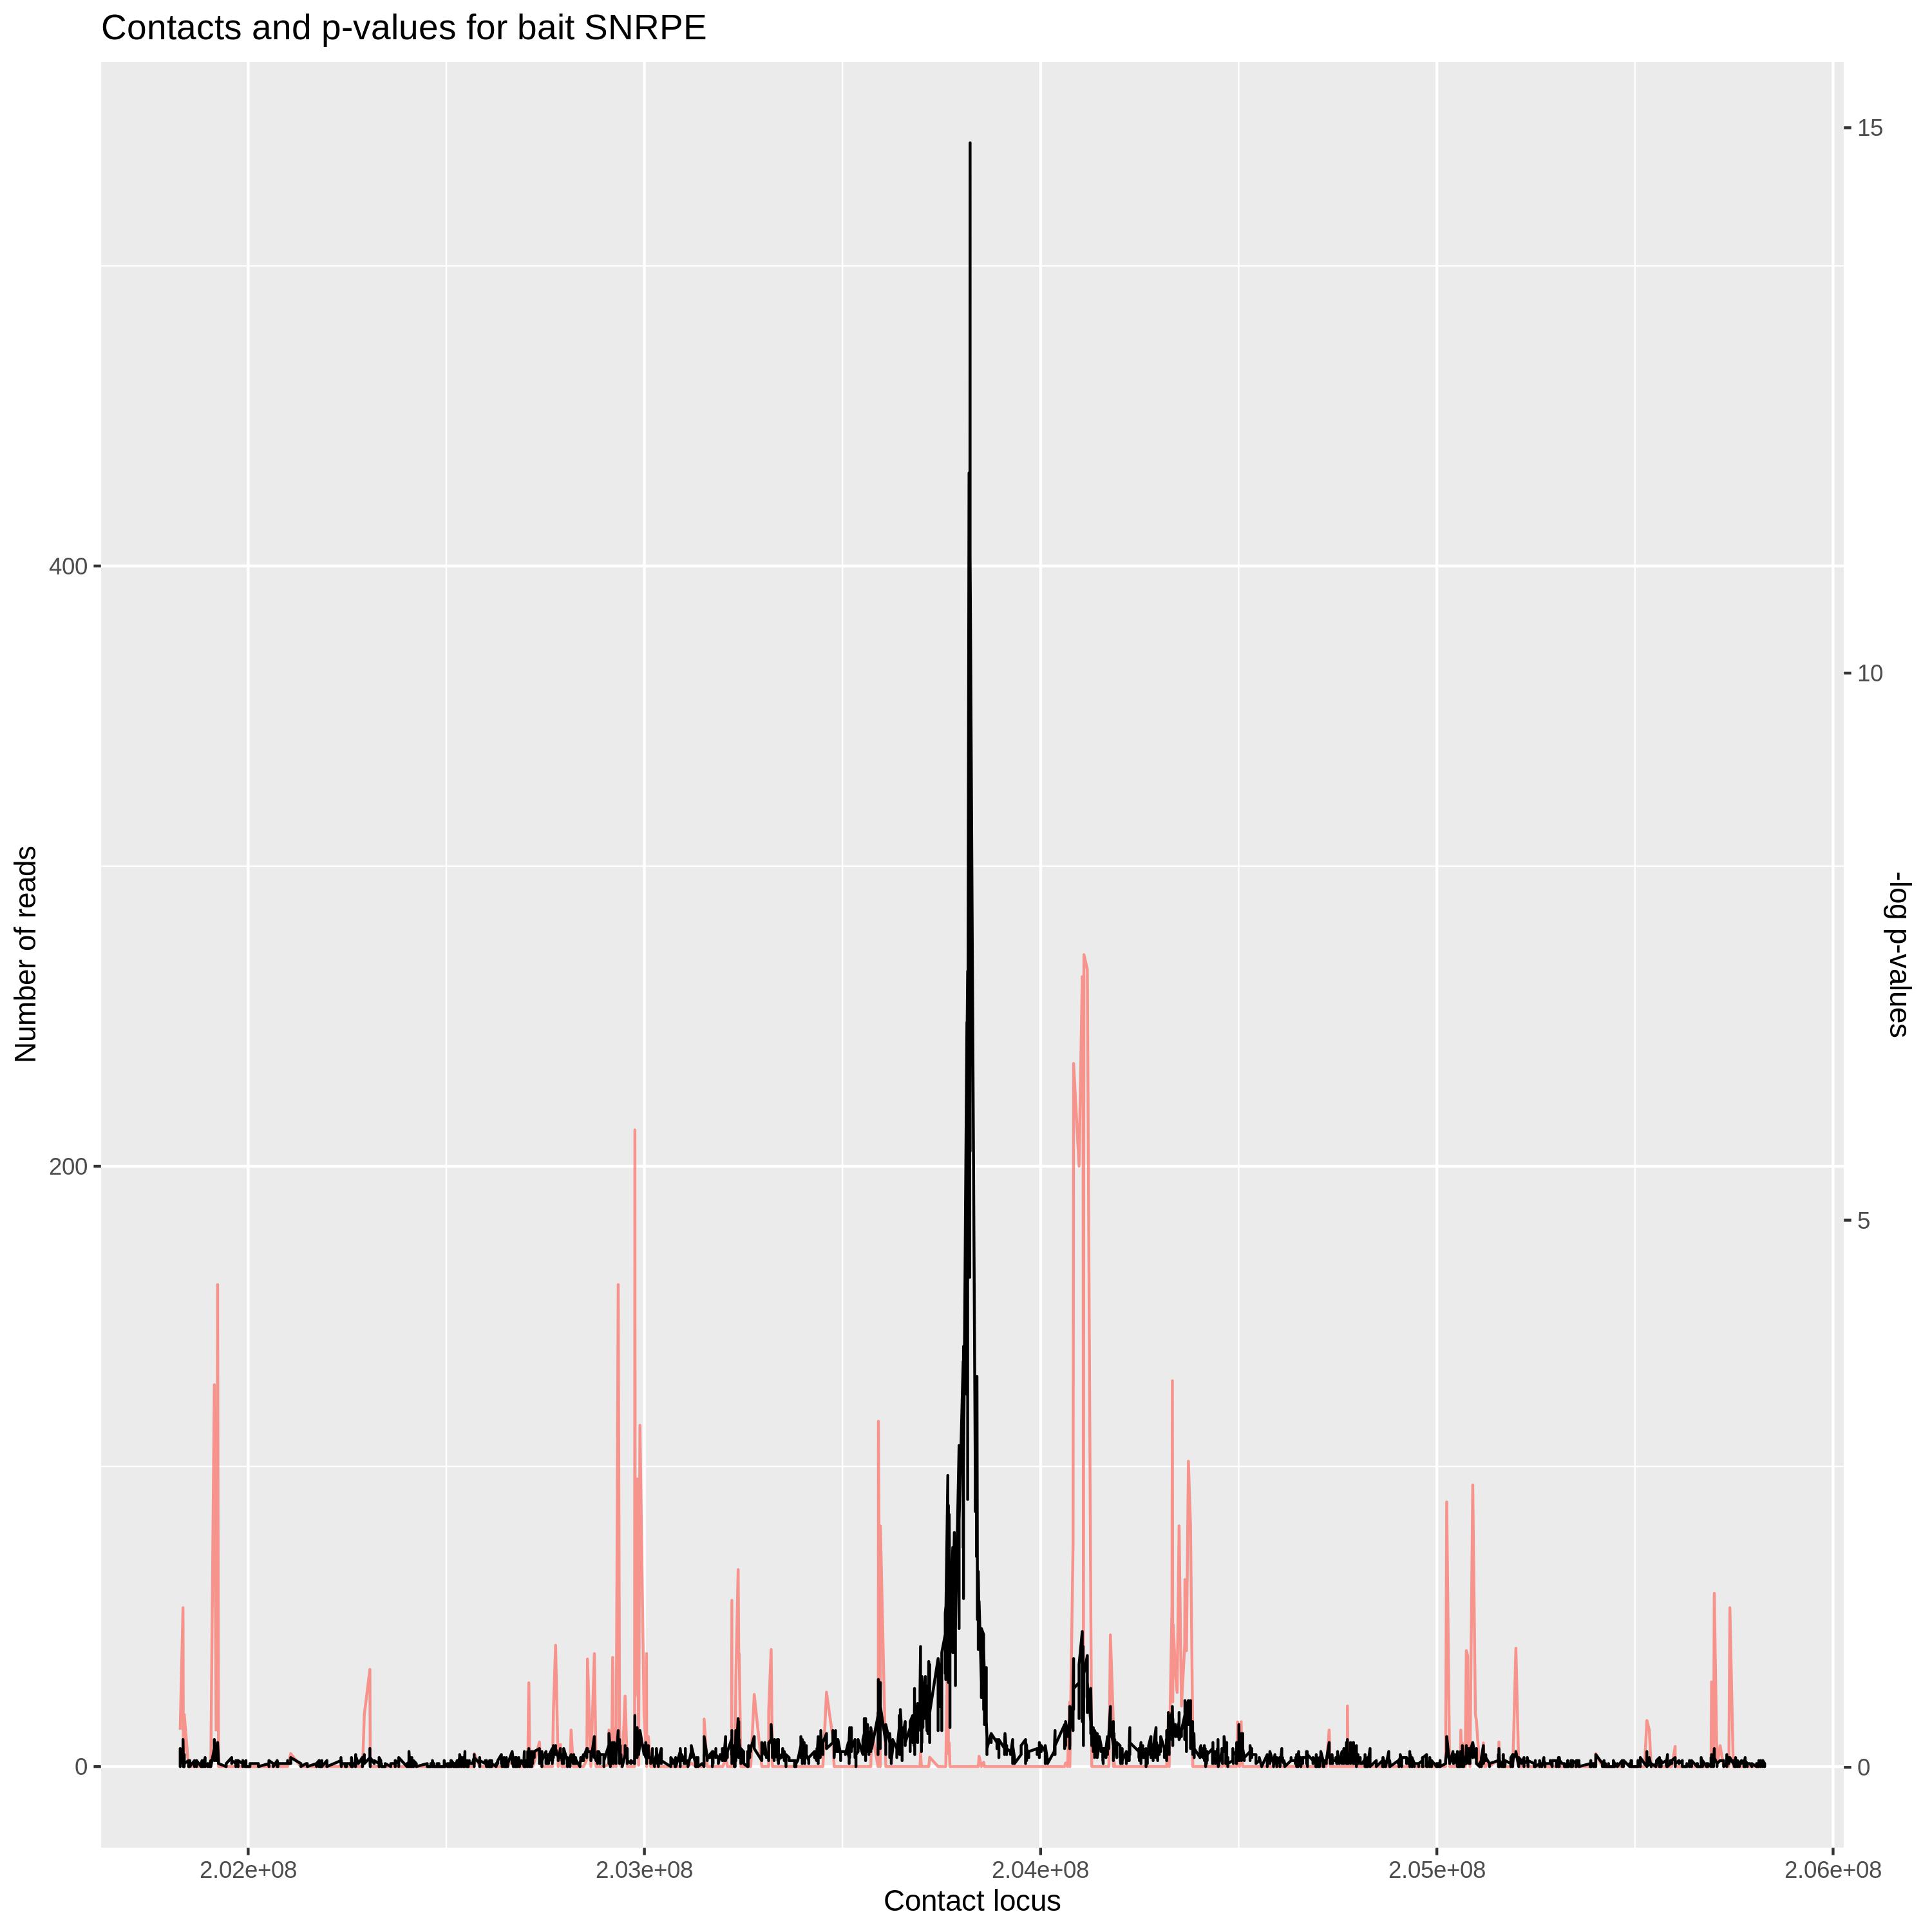 Contacts and p-values for bait SNRPE
15
400
10
Number of reads
-log p-values
200
5
0
0
2.02e+08
2.03e+08
2.04e+08
2.05e+08
2.06e+08
Contact locus